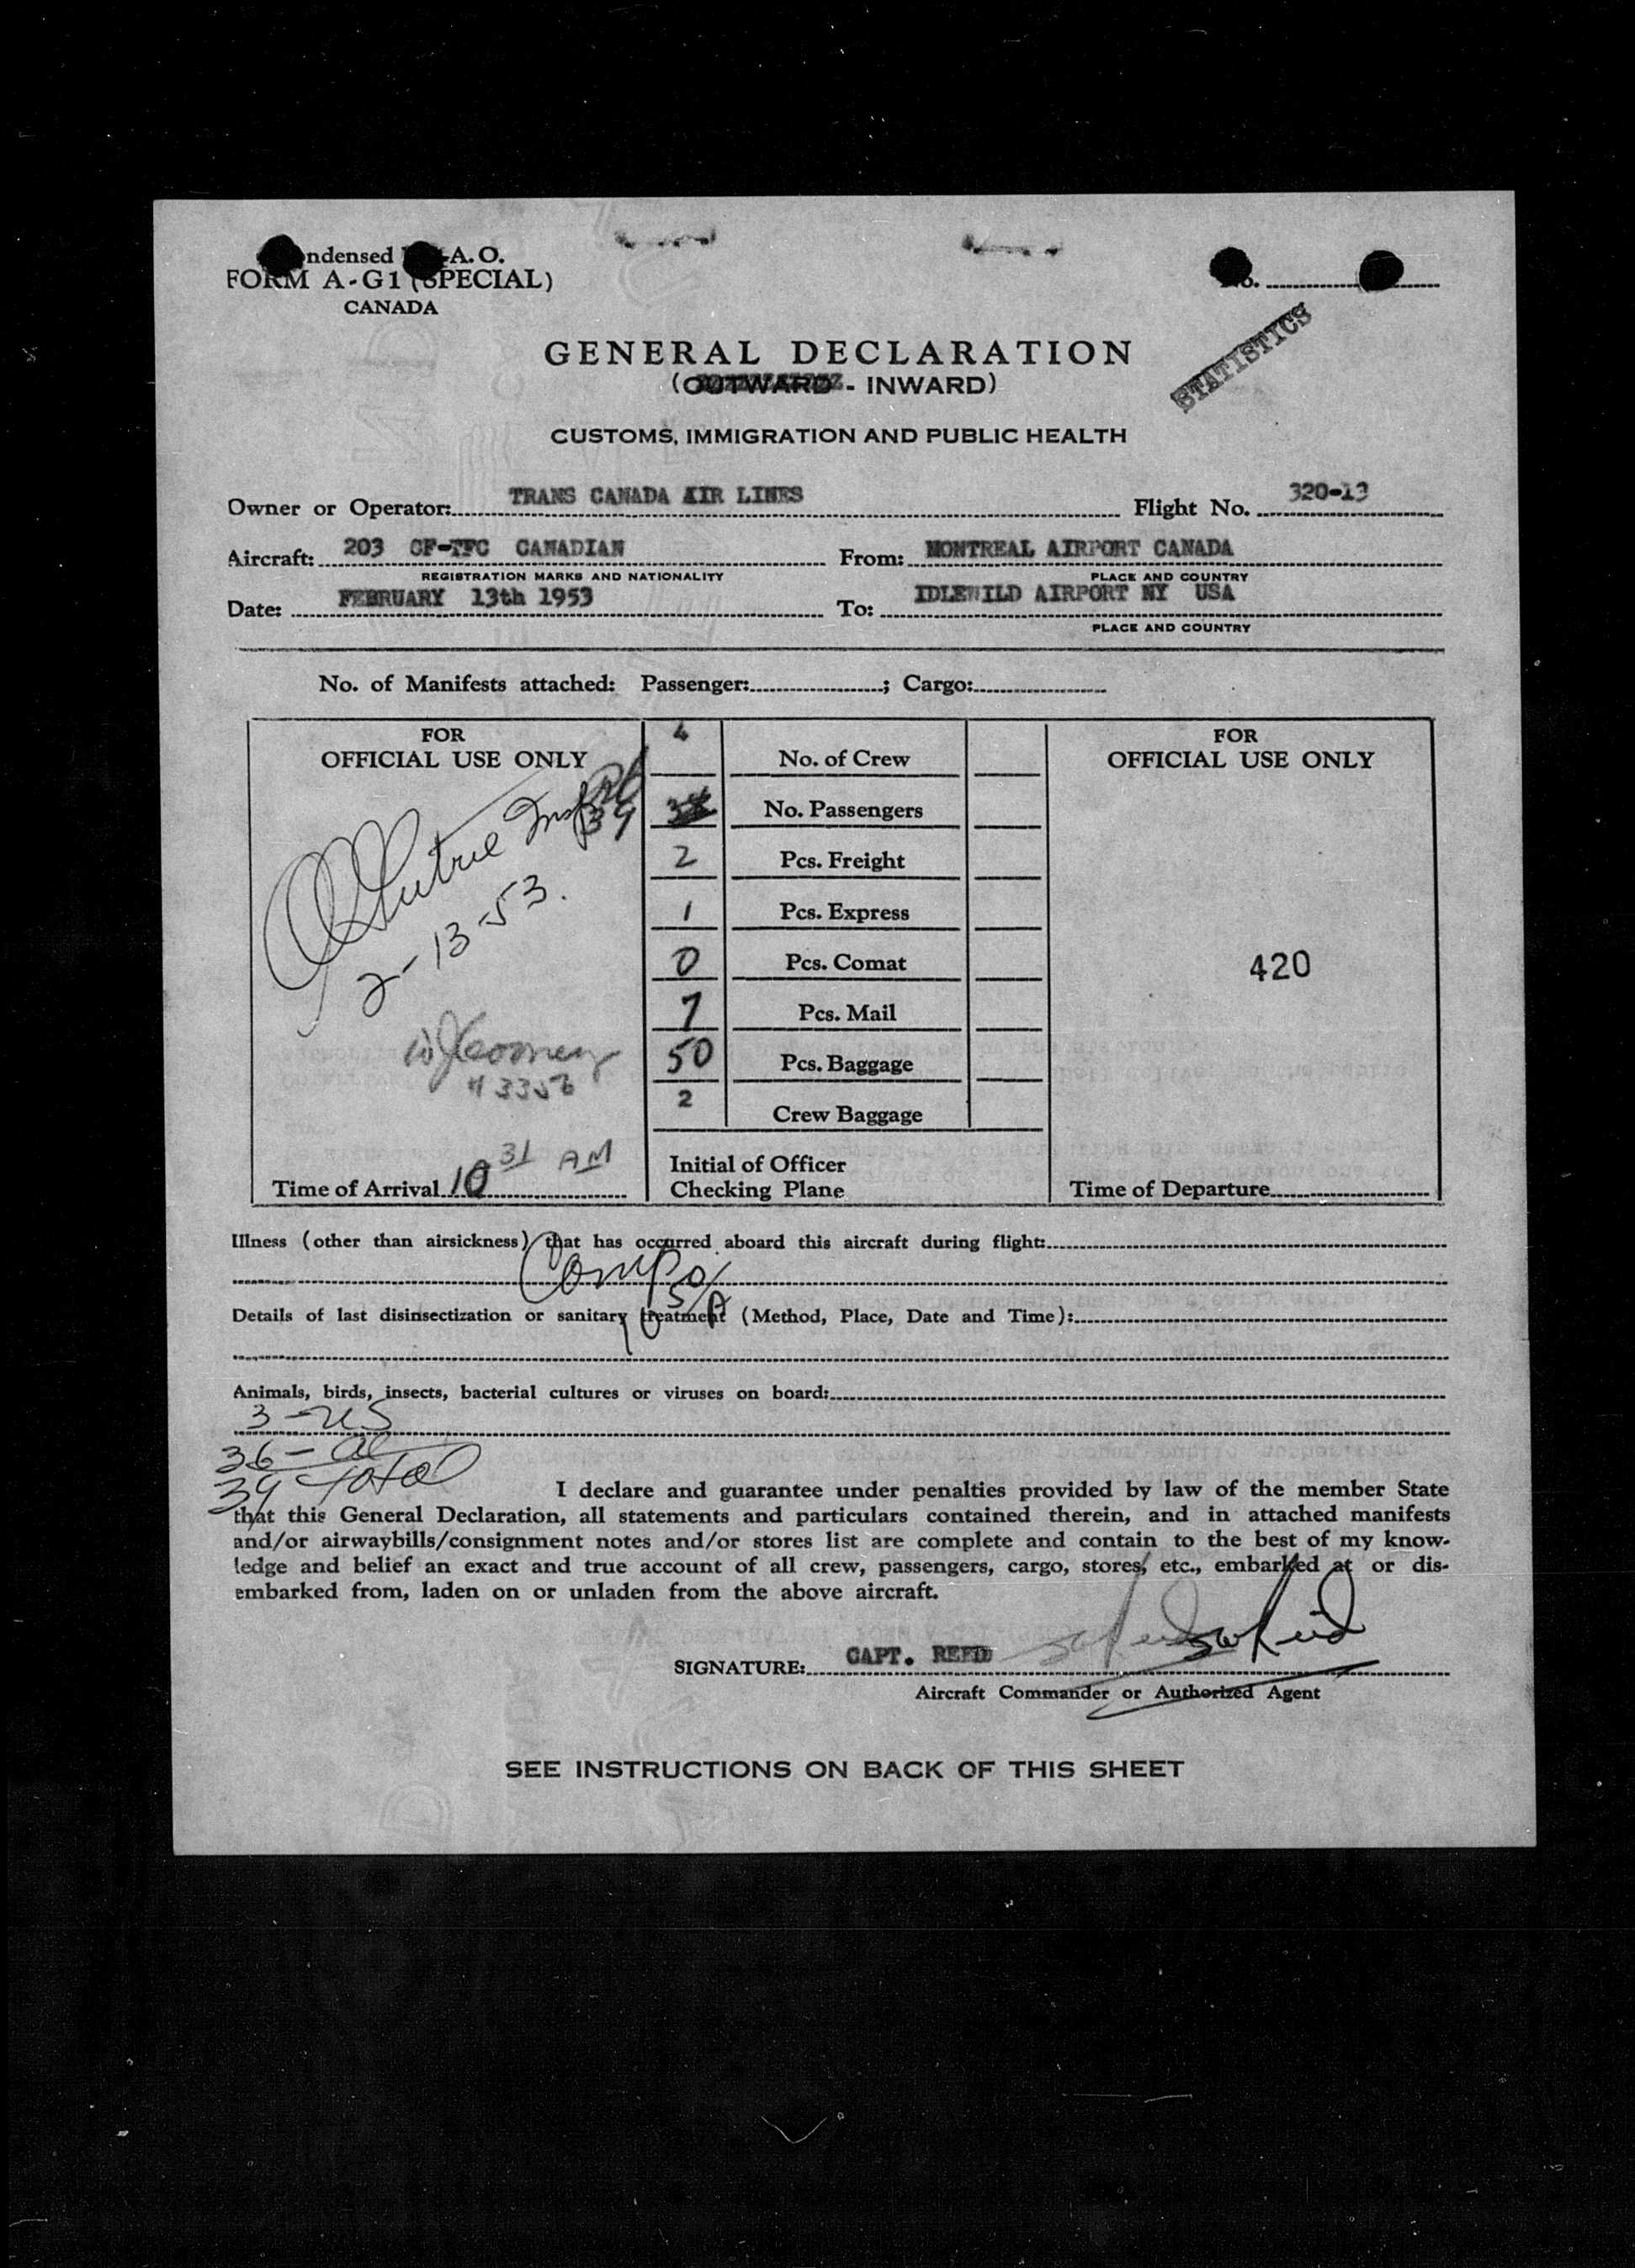 ndensed A.O.
FORM A-G1 (SPECIAL)
CANADA
No.
STATISTICS
GENERAL DECLARATION
(OUTWARD - INWARD)
CUSTOMS, IMMIGRATION AND PUBLIC HEALTH
Owner or Operator: TRANS CANADA AIR LINES Flight No. 320-13
Aircraft: 203 CF-TFC CANADIAN From: MONTREAL AIRPORT CANADA
REGISTRATION MARKS AND NATIONALITY PLACE AND COUNTRY
Date: FEBRUARY 13th 1953 To: IDLEWILD AIRPORT NY USA
PLACE AND COUNTRY
No. of Manifests attached: Passenger: ; Cargo:
FOR OFFICIAL USE ONLY
39
2-13-53.
Time of Arrival 10 31 AM
4 No. of Crew
No. Passengers
2 Pcs. Freight
1 Pcs. Express
0 Pcs. Comat
7 Pcs. Mail
50 Pcs. Baggage
2 Crew Baggage
Initial of Officer
Checking Plane
FOR
OFFICIAL USE ONLY
420
Time of Departure
Illness (other than airsickness) that has occurred aboard this aircraft during flight:
Details of last disinsectization or sanitary treatment (Method, Place, Date and Time):
Animals, birds, insects, bacterial cultures or viruses on board:
3 - US
36 - al
39 Total
I declare and guarantee under penalties provided by law of the member State
that this General Declaration, all statements and particulars contained therein, and in attached manifests
and/or airwaybills/consignment notes and/or stores list are complete and contain to the best of my know-
ledge and belief an exact and true account of all crew, passengers, cargo, stores, etc., embarked at or dis-
embarked from, laden on or unladen from the above aircraft.
SIGNATURE: CAPT. REID
Aircraft Commander or Authorized Agent
SEE INSTRUCTIONS ON BACK OF THIS SHEET